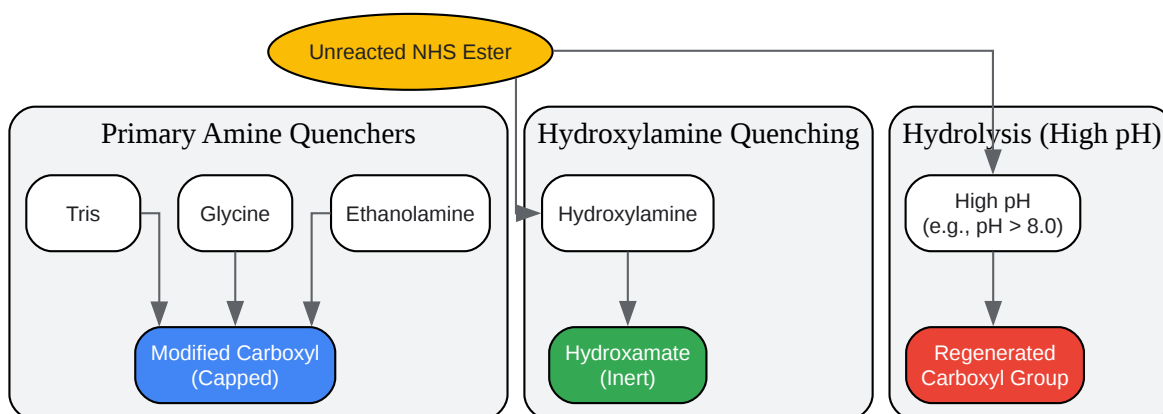 Unreacted NHS Ester
Primary Amine Quenchers
Hydroxylamine Quenching
Hydrolysis (High pH)
Tris
Glycine
Ethanolamine
Hydroxylamine
High pH
(e.g., pH > 8.0)
Modified Carboxyl
(Capped)
Hydroxamate
(Inert)
Regenerated
Carboxyl Group